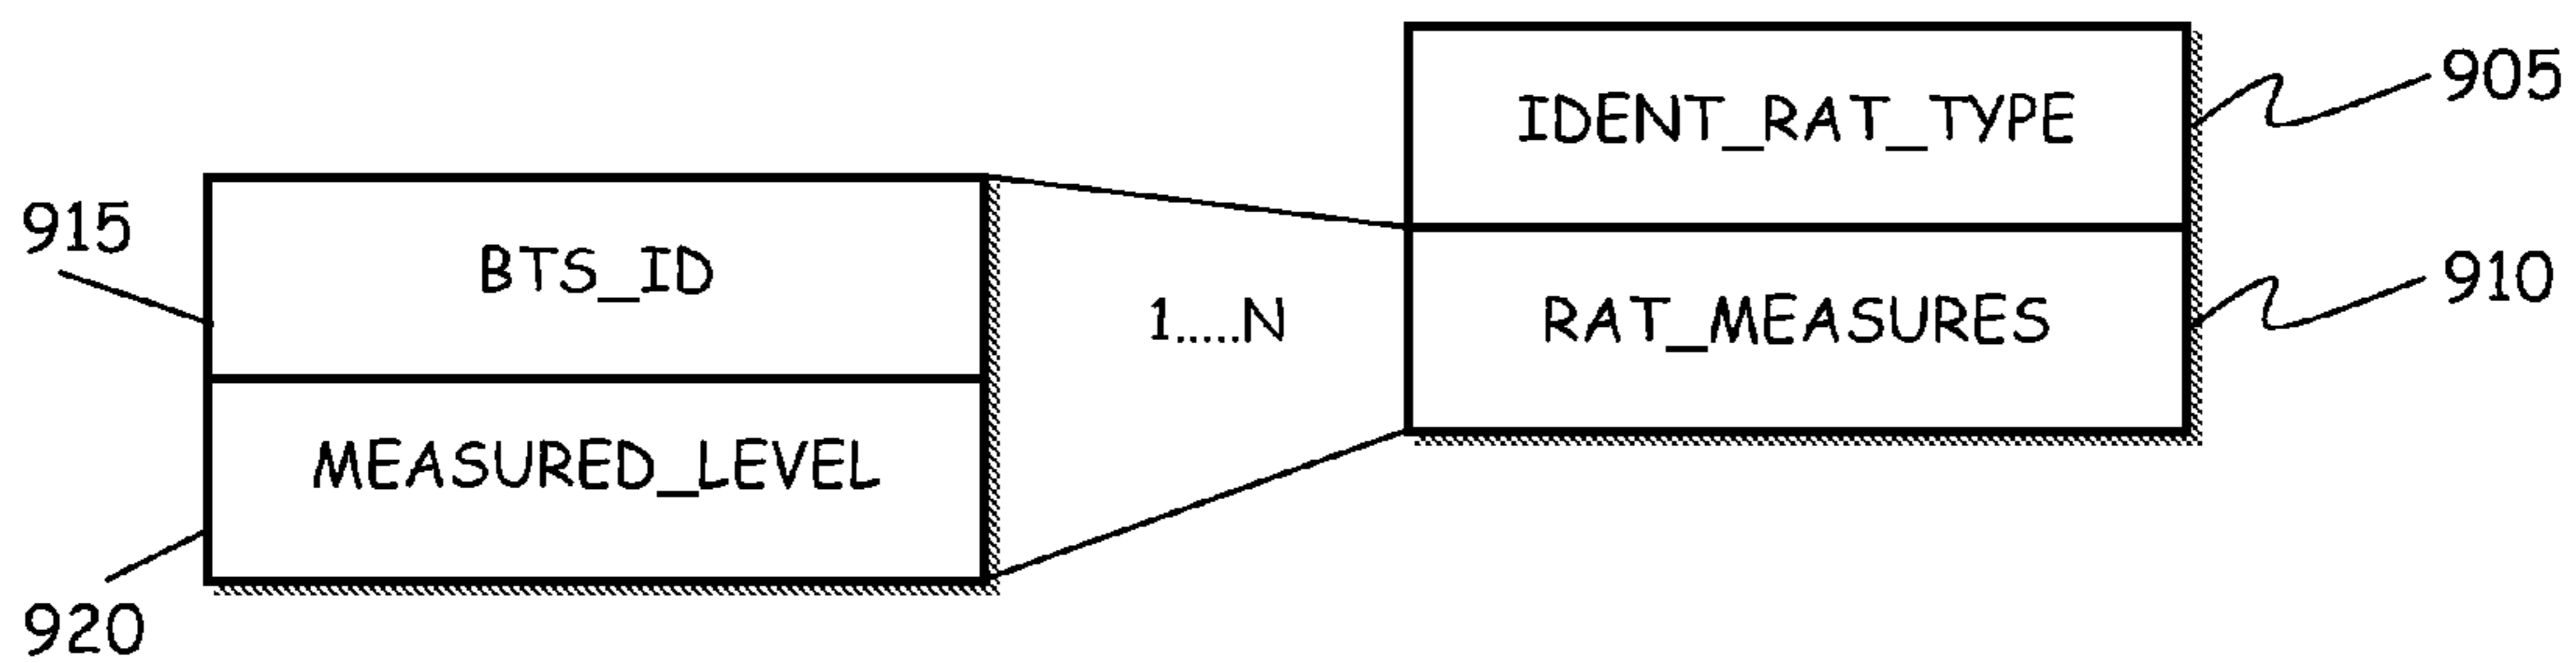 IDENT_RAT_TYPE
905
915
BTS_ID
1.....N
RAT_MEASURES
910
MEASURED_LEVEL
920